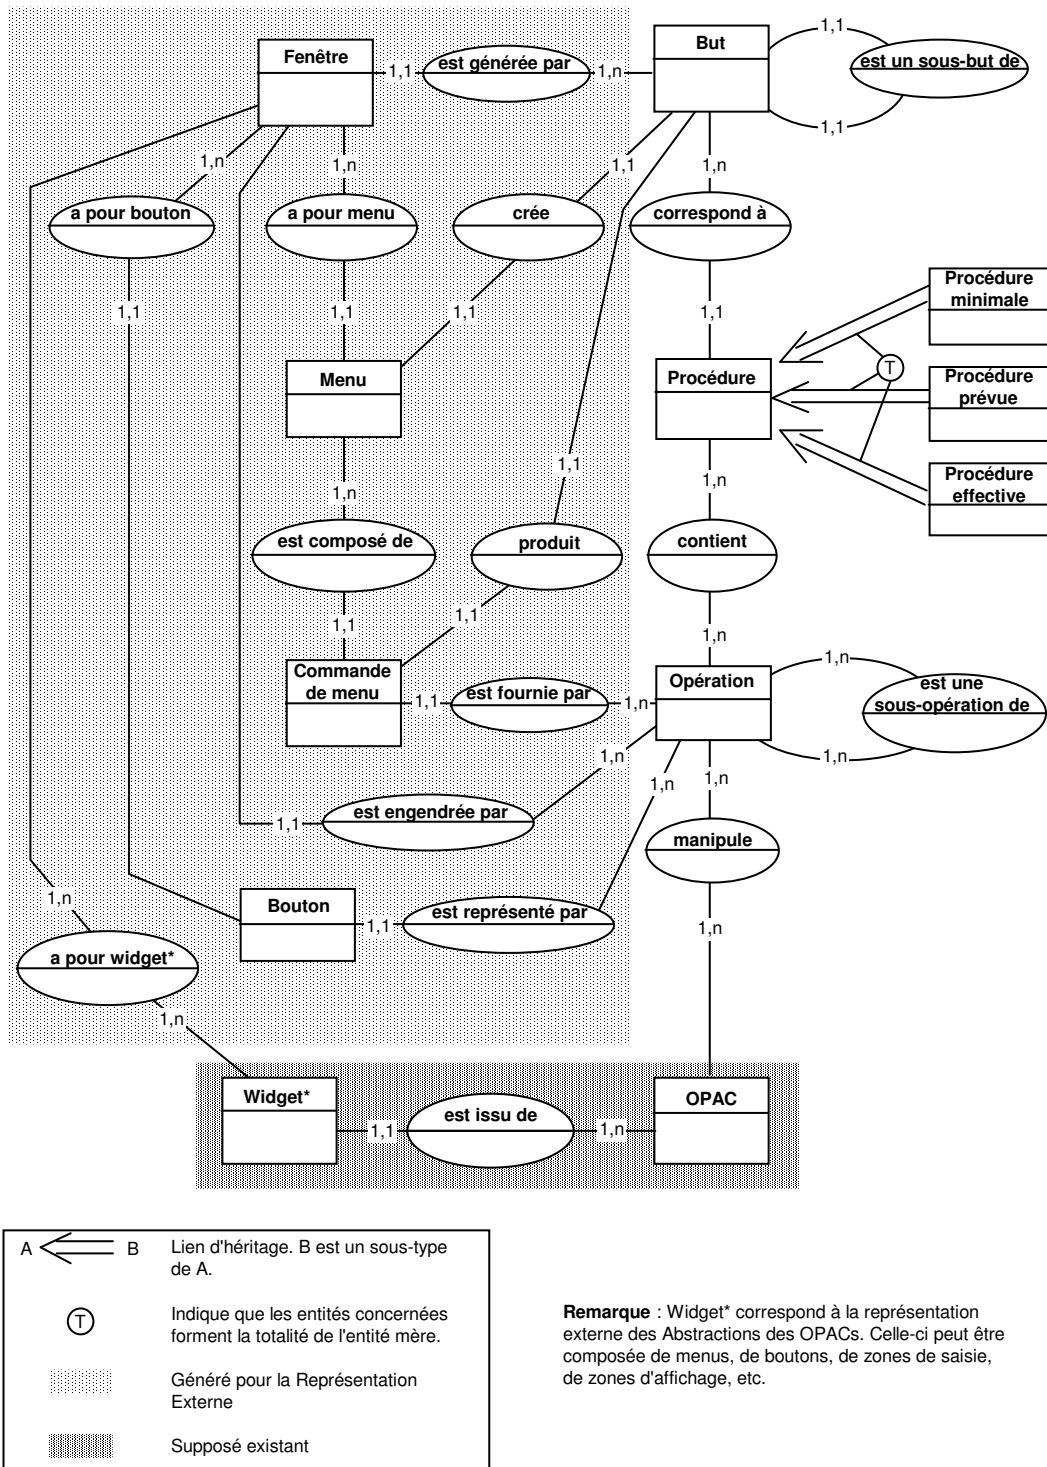 Fenêtre
1,1
est générée par
1,n
But
1,1
est un sous-but de
1,1
1,n
1,n
1,1
1,n
a pour bouton
a pour menu
crée
correspond à
1,1
1,1
1,1
1,1
Procédure
minimale
Menu
Procédure
T
Procédure
prévue
1,1
1,n
1,n
Procédure
effective
est composé de
produit
contient
1,1
1,1
1,n
1,n
Commande
de menu
1,1
est fournie par
1,n
Opération
est une
sous-opération de
1,n
1,n
1,n
1,n
1,1
est engendrée par
manipule
Bouton
1,1
est représenté par
1,n
1,n
a pour widget*
1,n
Widget*
1,1
est issu de
1,n
OPAC
A
B
Lien d'héritage. B est un sous-type
de A.
T
Indique que les entités concernées
forment la totalité de l'entité mère.
Généré pour la Représentation
Externe
Supposé existant
Remarque : Widget* correspond à la représentation
externe des Abstractions des OPACs. Celle-ci peut être
composée de menus, de boutons, de zones de saisie,
de zones d'affichage, etc.